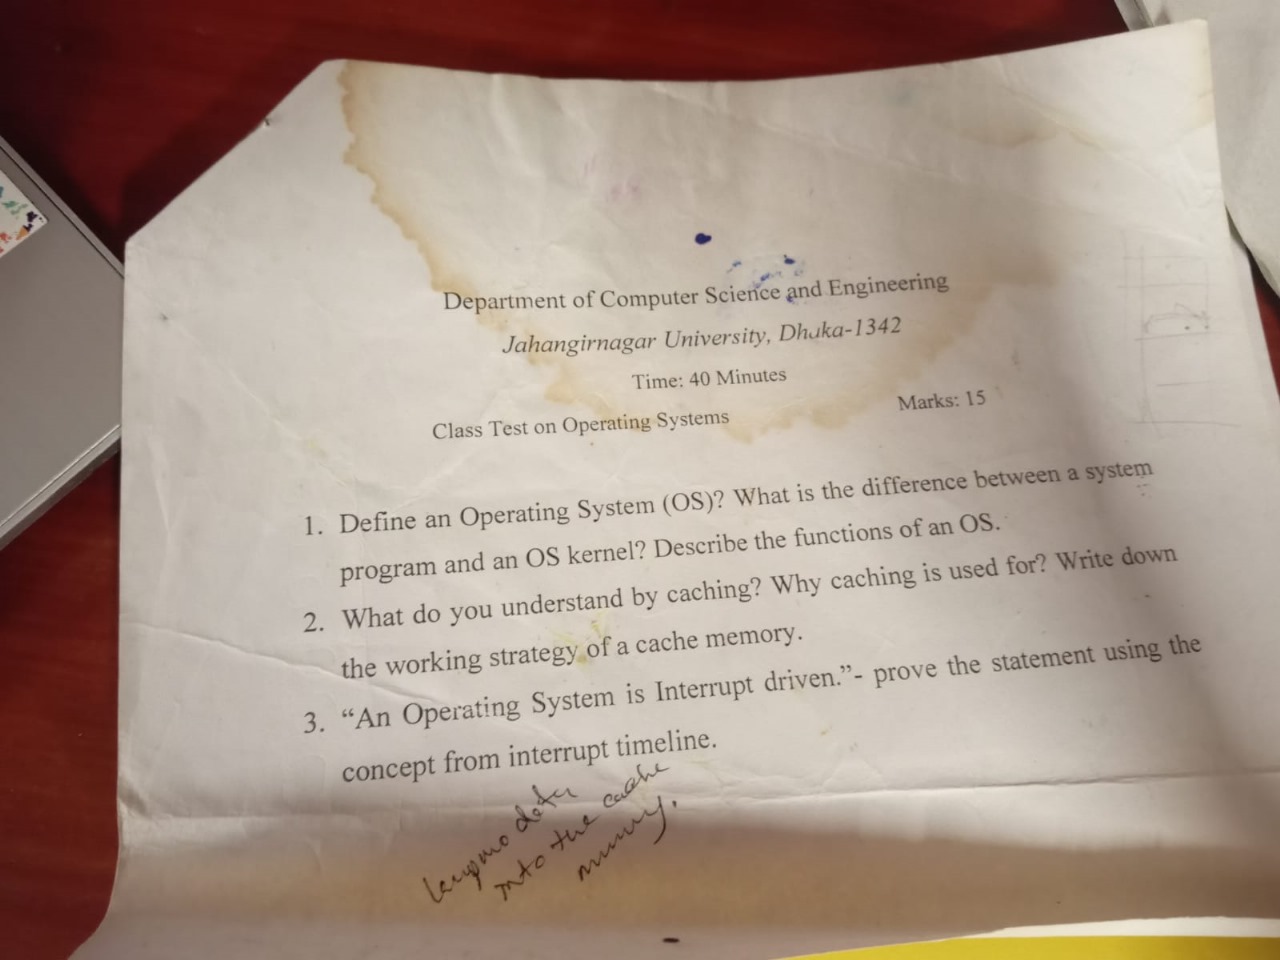 Department of Computer Science and Engineering
Jahangirnagar University, Dhaka-1342
Time: 40 Minutes
Class Test on Operating Systems Marks: 15
1. Define an Operating System (OS)? What is the difference between a system
program and an OS kernel? Describe the functions of an OS.
2. What do you understand by caching? Why caching is used for? Write down
the working strategy of a cache memory.
3. “An Operating System is Interrupt driven.”- prove the statement using the
concept from interrupt timeline.
data
into the cache